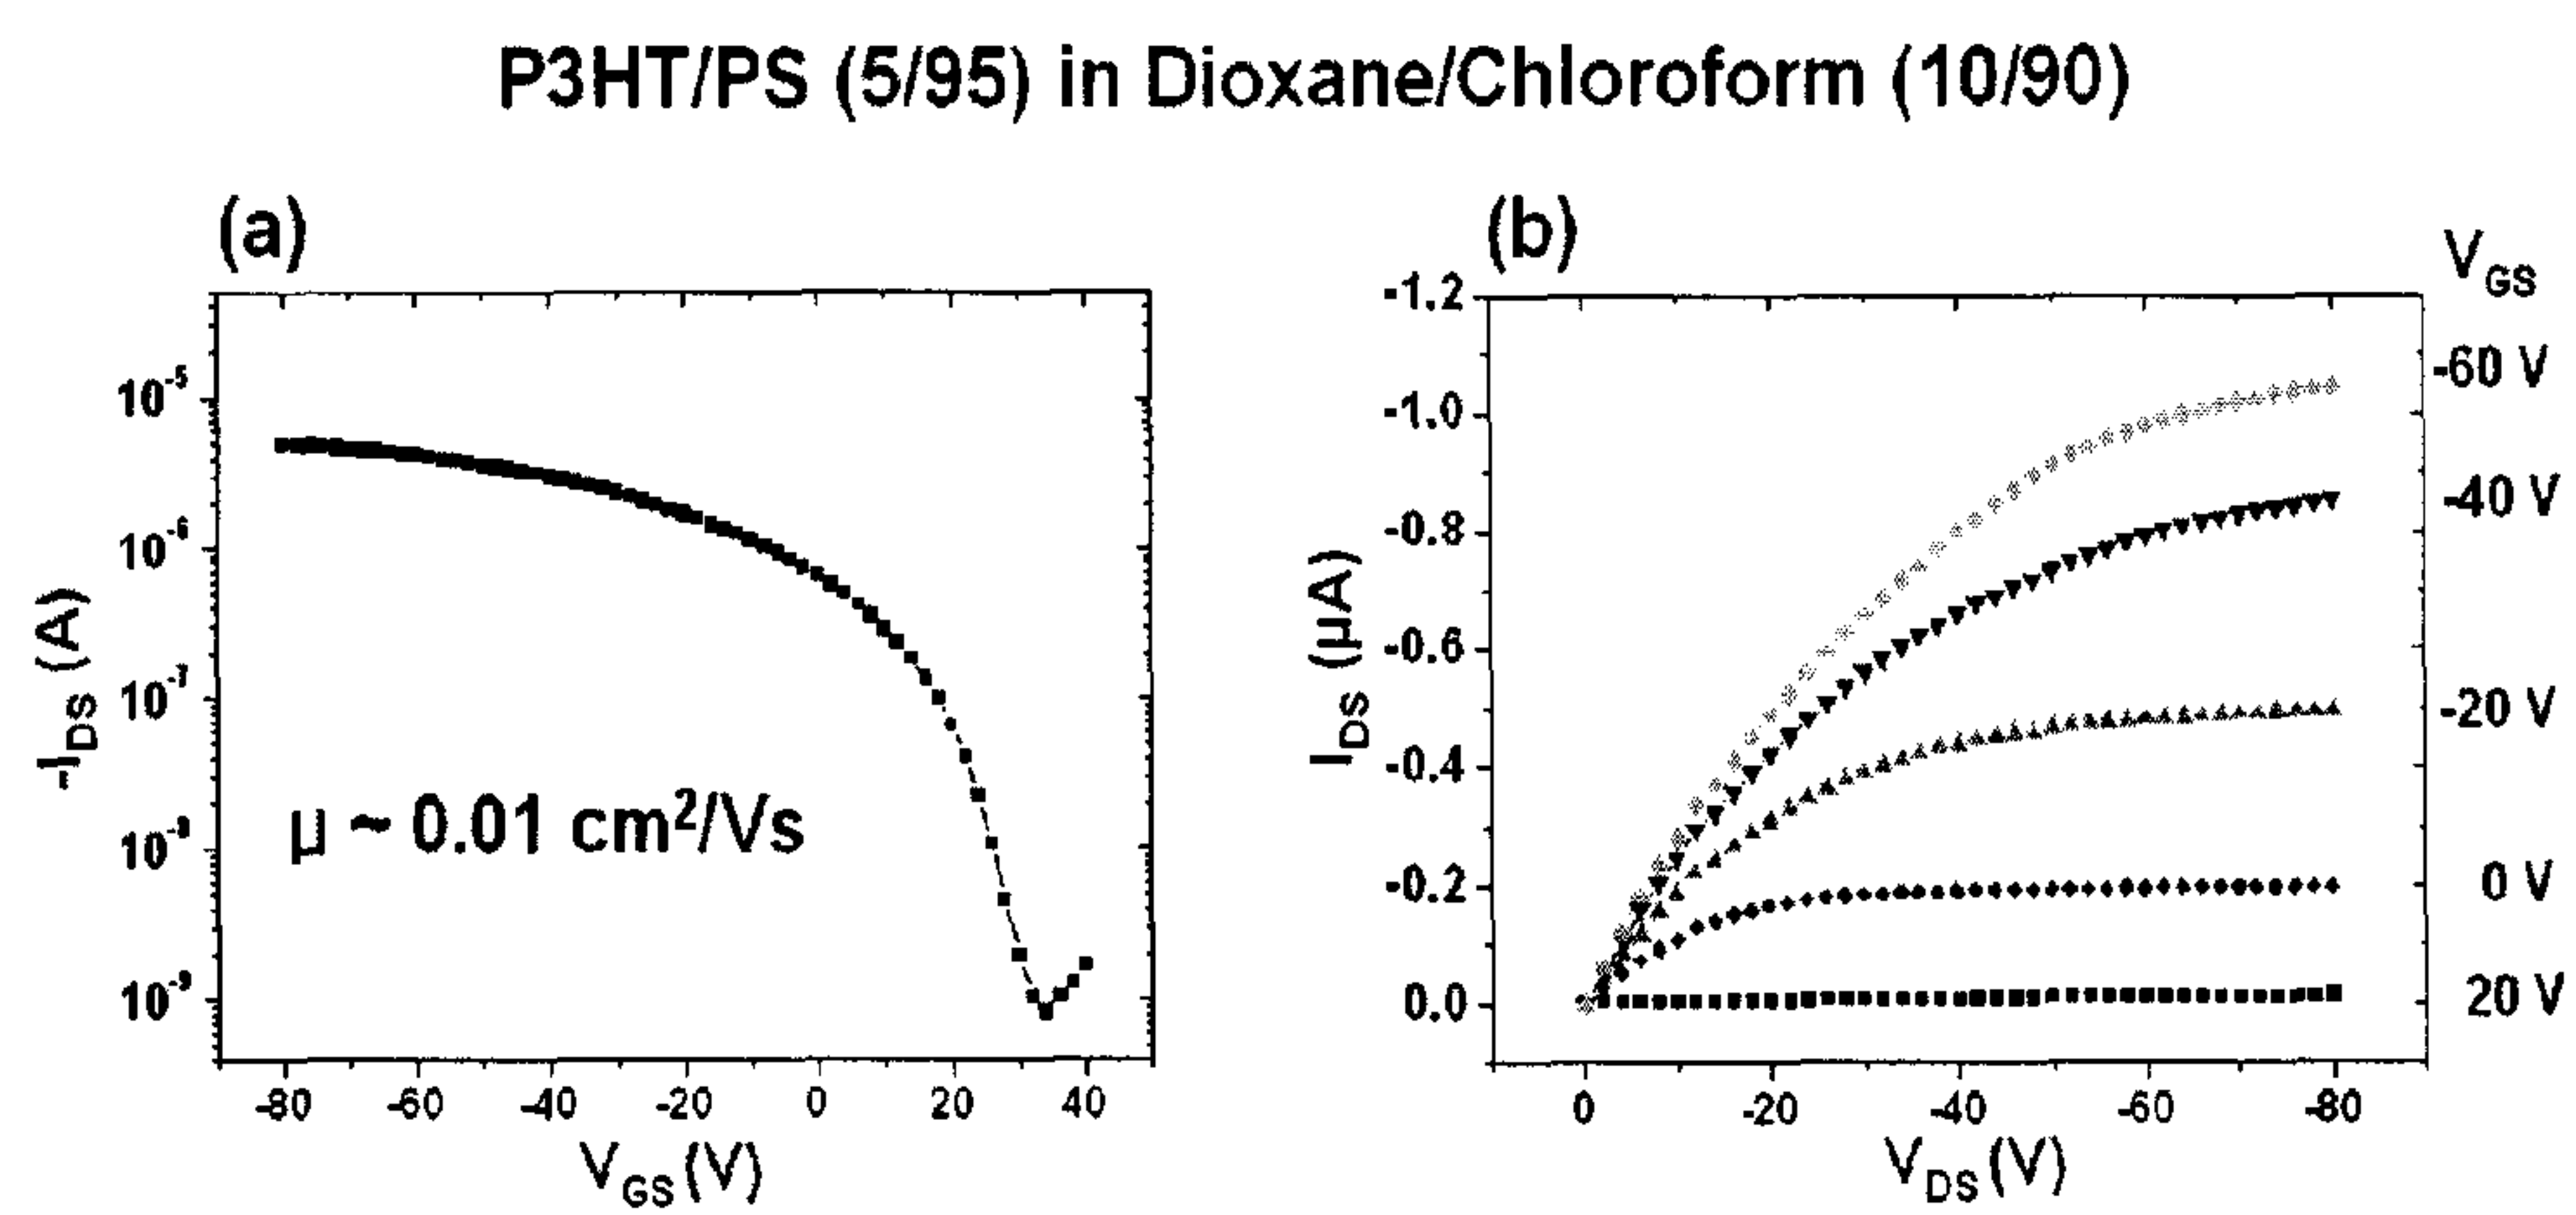 P3HT/PS (5/95) in Dioxane/Chloroform (10/90)
(a)
-I_DS (A)
10^-5
10^-6
10^-7
10^-8
10^-9
μ ~ 0.01 cm²/Vs
-80 -60 -40 -20 0 20 40
V_GS (V)
(b)
V_GS
I_DS (μA)
-1.2
-1.0
-0.8
-0.6
-0.4
-0.2
0.0
-60 V
-40 V
-20 V
0 V
20 V
0 -20 -40 -60 -80
V_DS (V)